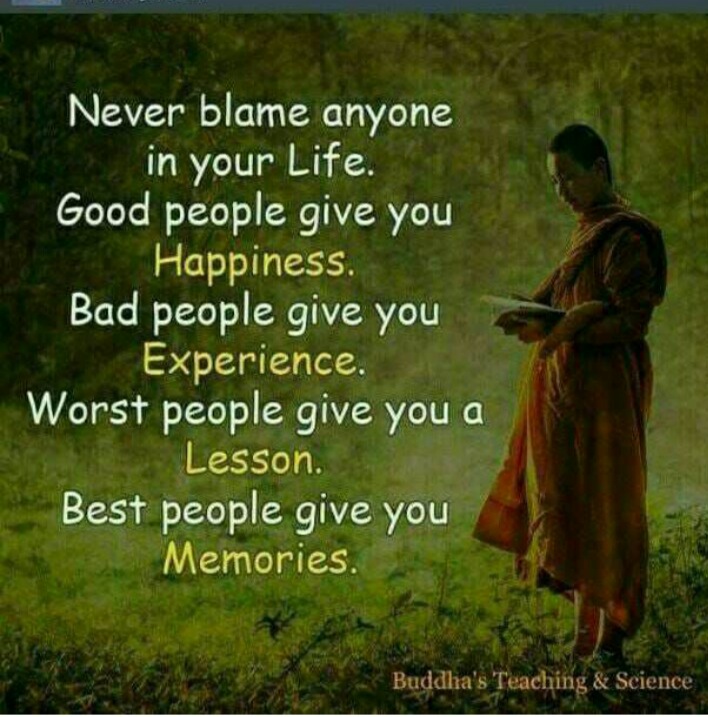 Never blame anyone
in your Life.
Good people give you
Happiness.
Bad people give you
Experience.
Worst people give you a
Lesson.
Best people give you
Memories.
Buddha's Teaching & Science